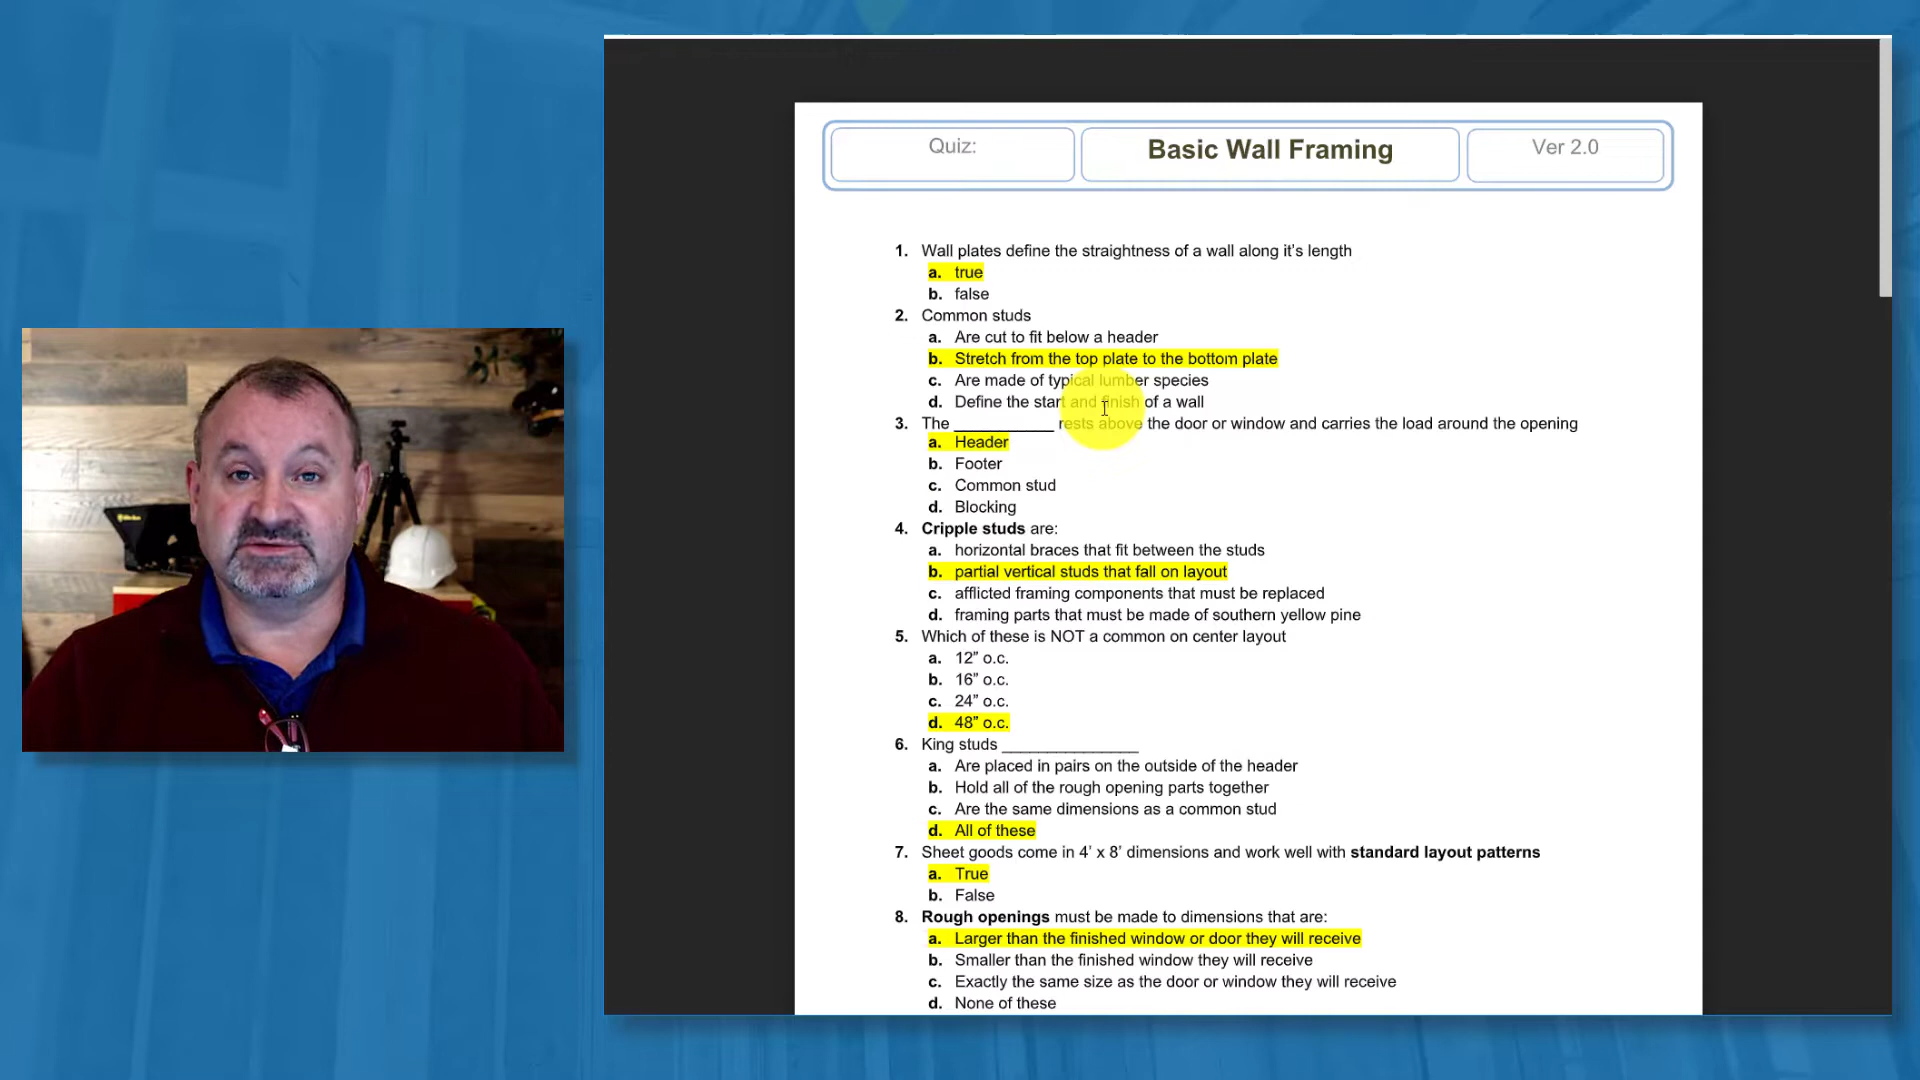 Quiz:
Basic Wall Framing
Ver 2.0
1. Wall plates define the straightness of a wall along it's length
a. true
b. false
2. Common studs
a. Are cut to fit below a header
b. Stretch from the top plate to the bottom plate
c. Are made of typical lumber species
d. Define the start and finish of a wall
3. The ___________ rests above the door or window and carries the load around the opening
a. Header
b. Footer
c. Common stud
d. Blocking
4. Cripple studs are:
a. horizontal braces that fit between the studs
b. partial vertical studs that fall on layout
c. afflicted framing components that must be replaced
d. framing parts that must be made of southern yellow pine
5. Which of these is NOT a common on center layout
a. 12” o.c.
b. 16” o.c.
c. 24” o.c.
d. 48” o.c.
6. King studs _______________
a. Are placed in pairs on the outside of the header
b. Hold all of the rough opening parts together
c. Are the same dimensions as a common stud
d. All of these
7. Sheet goods come in 4’ x 8’ dimensions and work well with standard layout patterns
a. True
b. False
8. Rough openings must be made to dimensions that are:
a. Larger than the finished window or door they will receive
b. Smaller than the finished window they will receive
c. Exactly the same size as the door or window they will receive
d. None of these